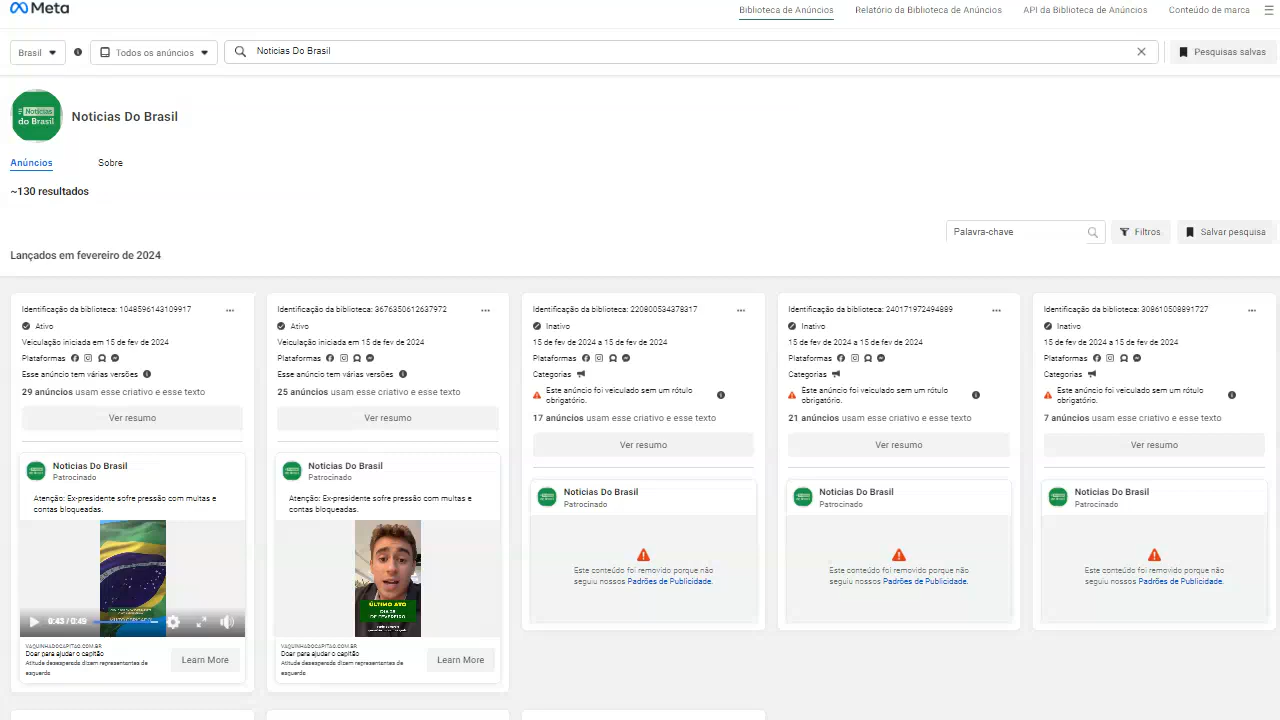 Meta
Biblioteca de Anúncios
Relatório da Biblioteca de Anúncios
API da Biblioteca de Anúncios
Conteúdo de marca
Brasil
Todos os anúncios
Noticias Do Brasil
Pesquisas salvas
Notícias
do Brasil
Noticias Do Brasil
Anúncios
Sobre
~130 resultados
Palavra-chave
Filtros
Salvar pesquisa
Lançados em fevereiro de 2024
Identificação da biblioteca: 1048596143109917
Ativo
Veiculação iniciada em 15 de fev de 2024
Plataformas
Esse anúncio tem várias versões
29 anúncios usam esse criativo e esse texto
Ver resumo
Noticias Do Brasil
Patrocinado
Atenção: Ex-presidente sofre pressão com multas e
contas bloqueadas.
0:43 / 0:49
VAQUINHADOCAPITAO.COM.BR
Doar para ajudar o capitão
Atitude desesperada dizem representantes de
esquerda
Learn More
Identificação da biblioteca: 3676350612637972
Ativo
Veiculação iniciada em 15 de fev de 2024
Plataformas
Esse anúncio tem várias versões
25 anúncios usam esse criativo e esse texto
Ver resumo
Noticias Do Brasil
Patrocinado
Atenção: Ex-presidente sofre pressão com multas e
contas bloqueadas.
ÚLTIMO ATO
DIA 25
DE FEVEREIRO
VAQUINHADOCAPITAO.COM.BR
Doar para ajudar o capitão
Atitude desesperada dizem representantes de
esquerda
Learn More
Identificação da biblioteca: 220800534378317
Inativo
15 de fev de 2024 a 15 de fev de 2024
Plataformas
Categorias
Este anúncio foi veiculado sem um rótulo
obrigatório.
17 anúncios usam esse criativo e esse texto
Ver resumo
Noticias Do Brasil
Patrocinado
Este conteúdo foi removido porque não
seguiu nossos Padrões de Publicidade.
Identificação da biblioteca: 240171972494889
Inativo
15 de fev de 2024 a 15 de fev de 2024
Plataformas
Categorias
Este anúncio foi veiculado sem um rótulo
obrigatório.
21 anúncios usam esse criativo e esse texto
Ver resumo
Noticias Do Brasil
Patrocinado
Este conteúdo foi removido porque não
seguiu nossos Padrões de Publicidade.
Identificação da biblioteca: 308610508891727
Inativo
15 de fev de 2024 a 15 de fev de 2024
Plataformas
Categorias
Este anúncio foi veiculado sem um rótulo
obrigatório.
7 anúncios usam esse criativo e esse texto
Ver resumo
Noticias Do Brasil
Patrocinado
Este conteúdo foi removido porque não
seguiu nossos Padrões de Publicidade.